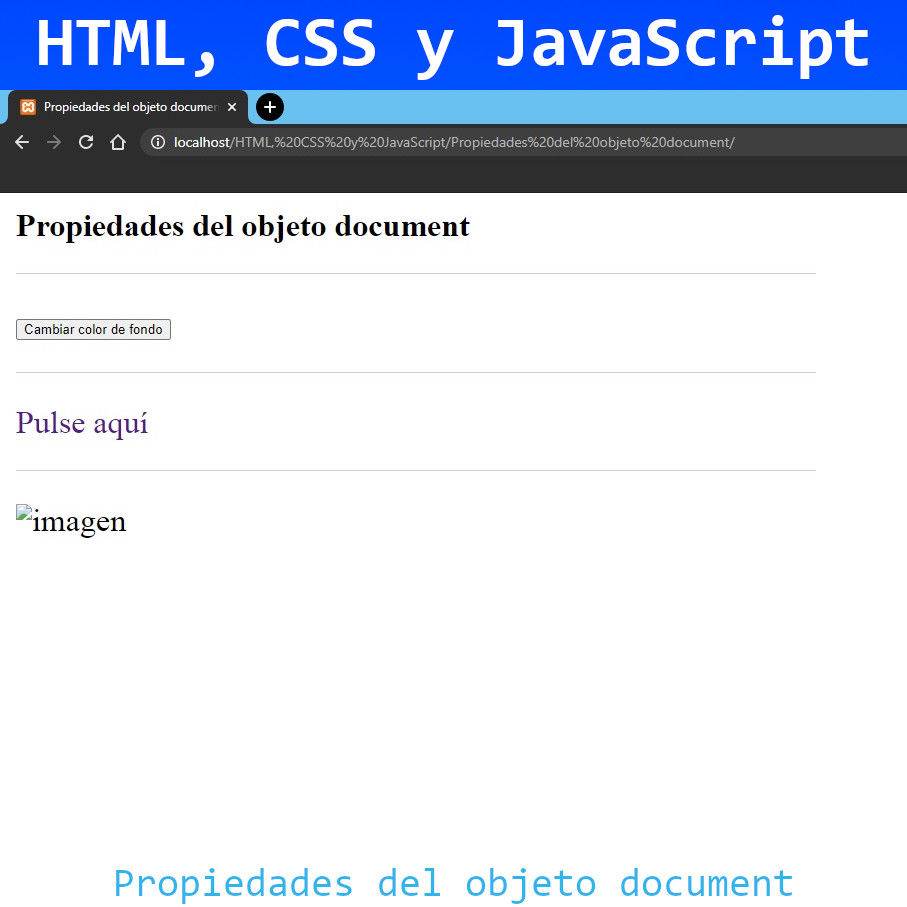 HTML, CSS y JavaScript
Propiedades del objeto documen
localhost/HTML,%20CSS%20y%20JavaScript/Propiedades%20del%20objeto%20document/
Propiedades del objeto document
Cambiar color de fondo
Pulse aquí
imagen
Propiedades del objeto document